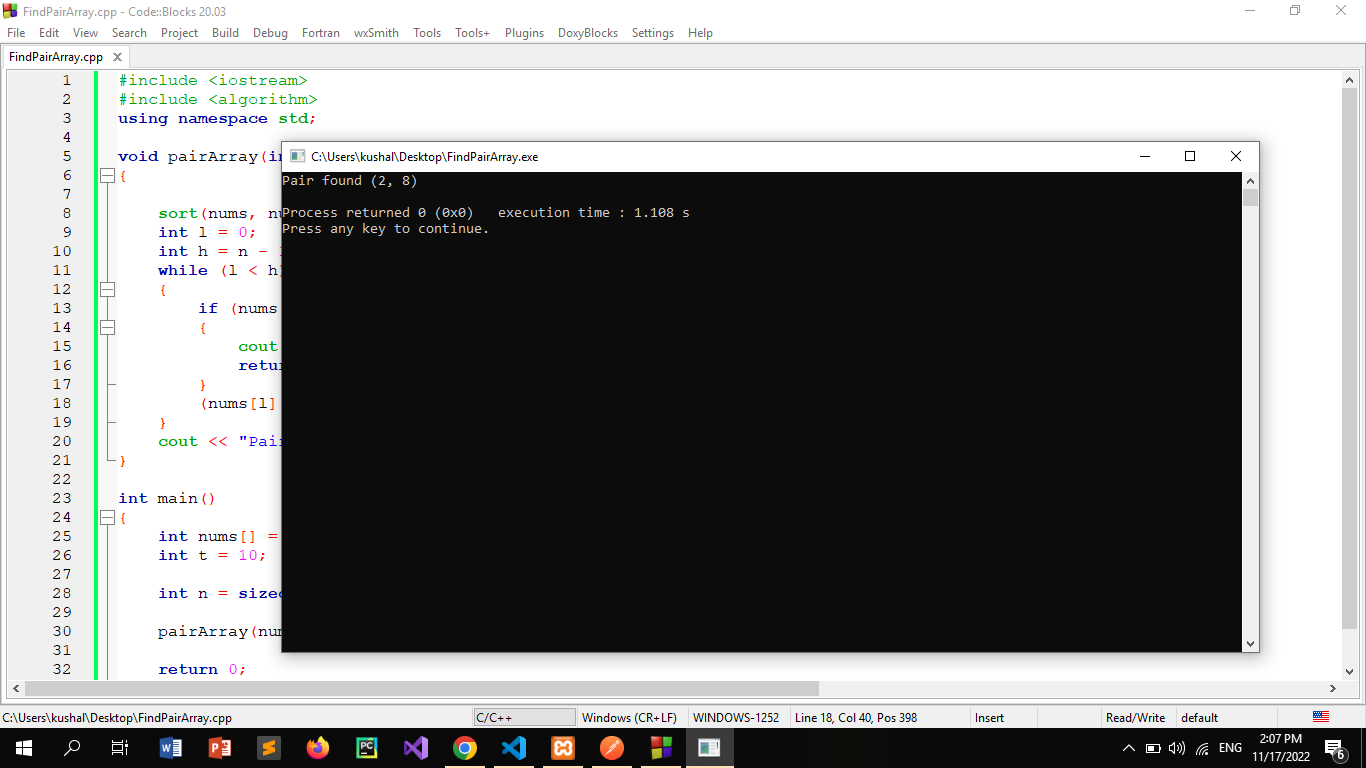 FindPairArray.cpp - Code::Blocks 20.03
File Edit View Search Project Build Debug Fortran wxSmith Tools Tools+ Plugins DoxyBlocks Settings Help
FindPairArray.cpp
1 #include <iostream>
2 #include <algorithm>
3 using namespace std;
4
5 void pairArray(
6 {
7
8 sort(nums,
9 int l = 0;
10 int h = n -
11 while (l < h)
12 {
13 if (nums
14 {
15 cout
16
17 }
18 (nums[l]
19 }
20 cout <<
21 }
22
23 int main()
24 {
25 int nums[] =
26 int t = 10;
27
28 int n =
29
30 pairArray(
31
32 return 0;
C:\Users\kushal\Desktop\FindPairArray.exe
Pair found (2, 8)
Process returned 0 (0x0) execution time : 1.108 s
Press any key to continue.
C:\Users\kushal\Desktop\FindPairArray.cpp C/C++ Windows (CR+LF) WINDOWS-1252 Line 18, Col 40, Pos 398 Insert Read/Write default
ENG
2:07 PM
11/17/2022
6